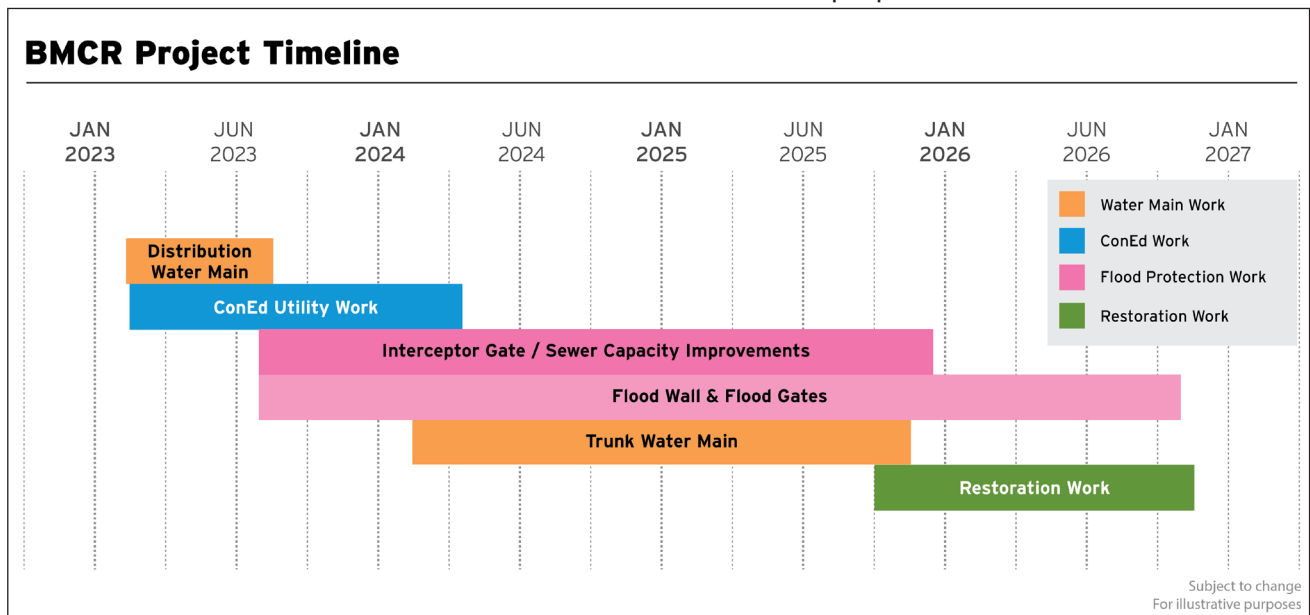 BMCR Project Timeline
JAN JUN JAN JUN JAN JUN JAN JUN JAN
2023 2023 2024 2024 2025 2025 2026 2026 2027
Water Main Work
ConEd Work
Flood Protection Work
Restoration Work
Distribution
Water Main
ConEd Utility Work
Interceptor Gate / Sewer Capacity Improvements
Flood Wall & Flood Gates
Trunk Water Main
Restoration Work
Subject to change
For illustrative purposes